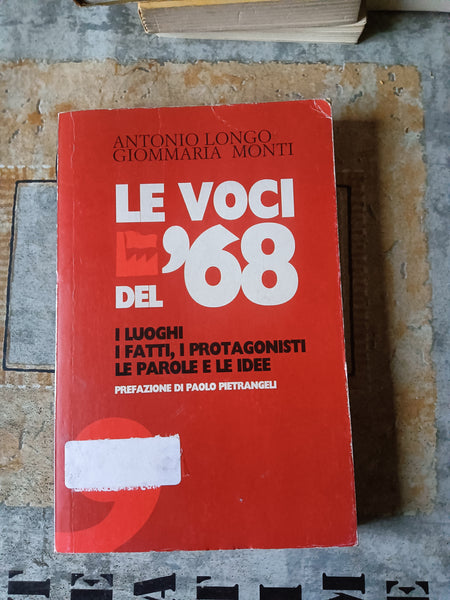 ANTONIO LONGO
GIOMMARIA MONTI
LE VOCI
DEL '68
I LUOGHI
I FATTI, I PROTAGONISTI
LE PAROLE E LE IDEE
PREFAZIONE DI PAOLO PIETRANGELI